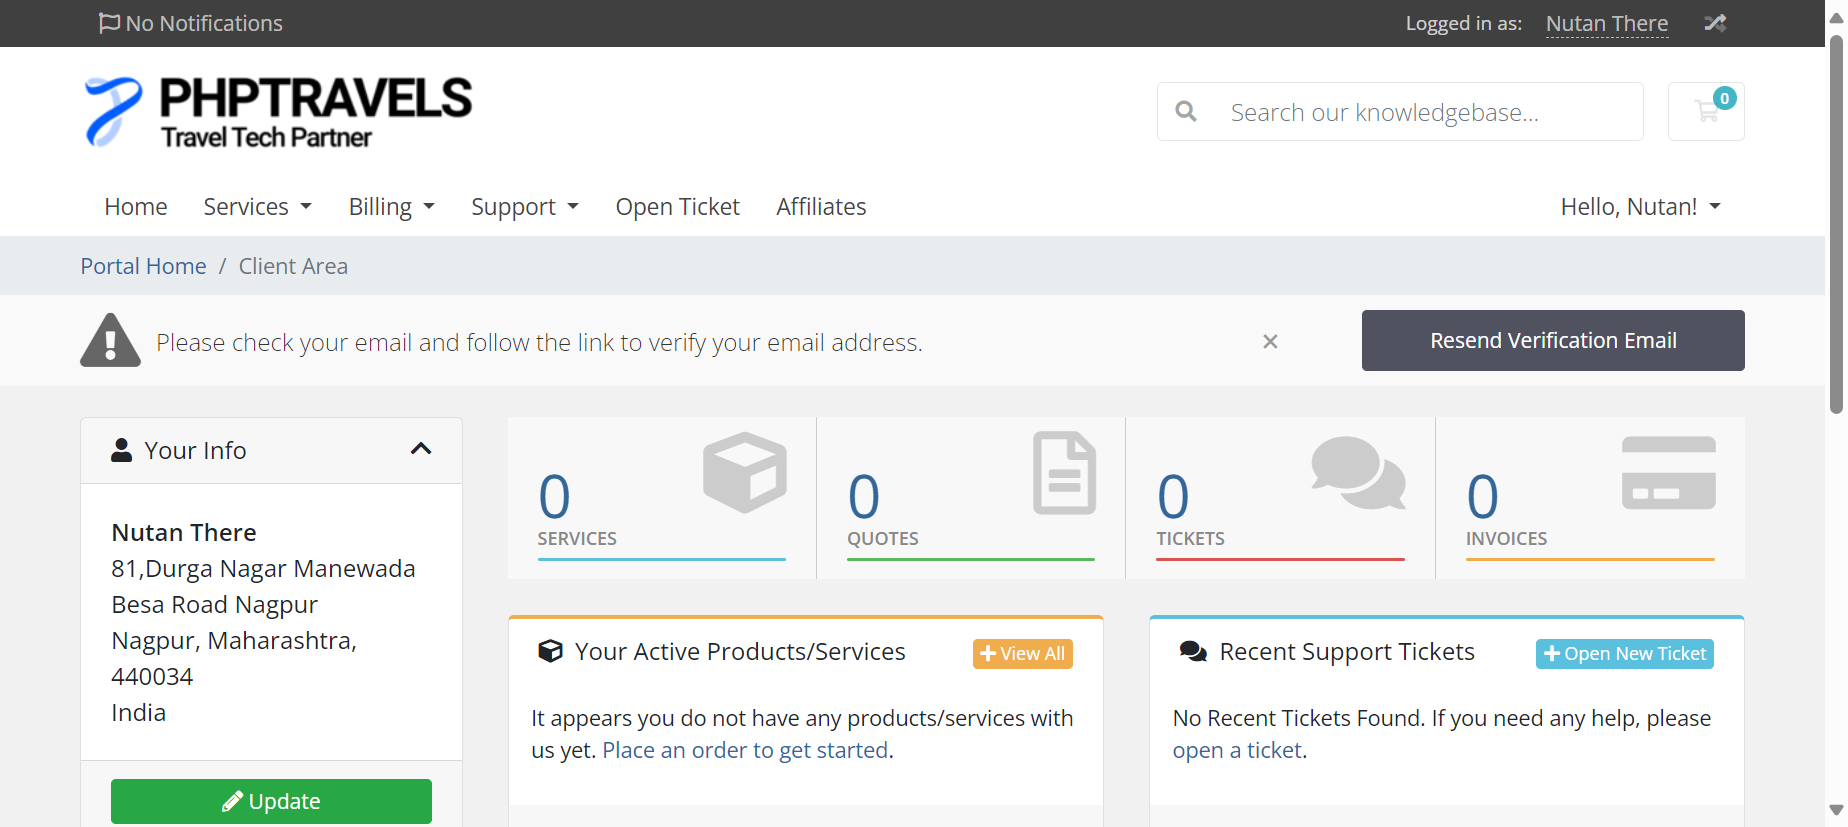 No Notifications
Logged in as: Nutan There
PHPTRAVELS
Travel Tech Partner
Search our knowledgebase...
0
Home Services Billing Support Open Ticket Affiliates Hello, Nutan!
Portal Home / Client Area
Please check your email and follow the link to verify your email address.
×
Resend Verification Email
Your Info
Nutan There
81,Durga Nagar Manewada
Besa Road Nagpur
Nagpur, Maharashtra,
440034
India
Update
0
SERVICES
0
QUOTES
0
TICKETS
0
INVOICES
Your Active Products/Services
View All
It appears you do not have any products/services with
us yet. Place an order to get started.
Recent Support Tickets
Open New Ticket
No Recent Tickets Found. If you need any help, please
open a ticket.